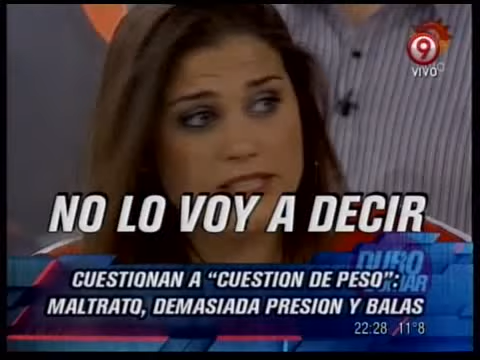 9
VIVO
NO LO VOY A DECIR
DURO
CUESTIONAN A "CUESTION DE PESO":
MALTRATO, DEMASIADA PRESION Y BALAS
22:28 11°8